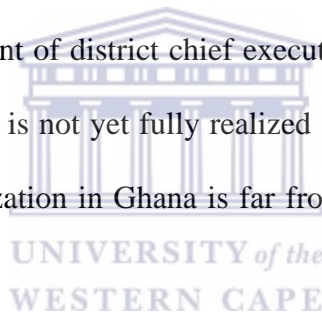 nt of district chief execut
is not yet fully realized
zation in Ghana is far fro
UNIVERSITY of the
WESTERN CAPE